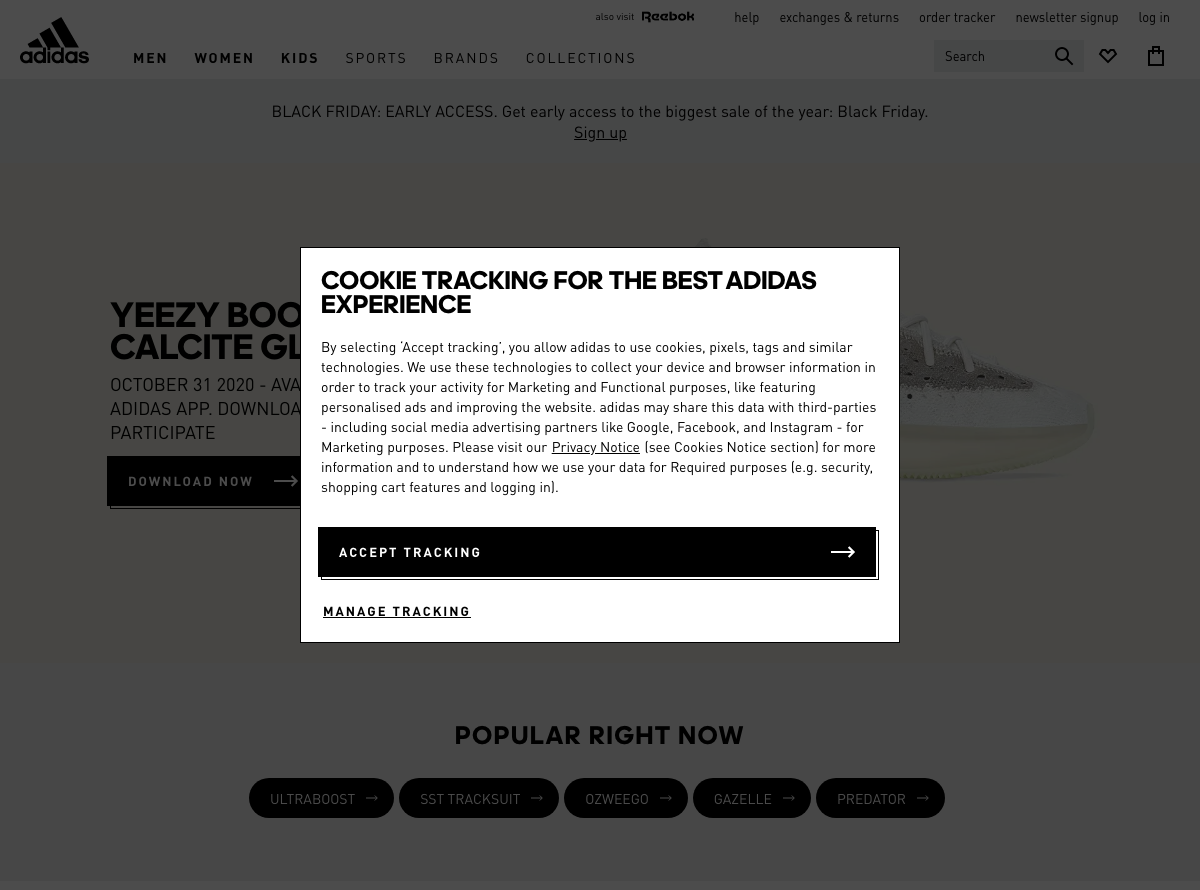 also visit Reebok
help
exchanges & returns
order tracker
newsletter signup
log in
adidas
MEN
WOMEN
KIDS
SPORTS
BRANDS
COLLECTIONS
Search
BLACK FRIDAY: EARLY ACCESS. Get early access to the biggest sale of the year: Black Friday.
Sign up
YEEZY BOO
CALCITE GL
OCTOBER 31 2020 - AVA
ADIDAS APP. DOWNLOA
PARTICIPATE
DOWNLOAD NOW
COOKIE TRACKING FOR THE BEST ADIDAS
EXPERIENCE
By selecting 'Accept tracking', you allow adidas to use cookies, pixels, tags and similar
technologies. We use these technologies to collect your device and browser information in
order to track your activity for Marketing and Functional purposes, like featuring
personalised ads and improving the website. adidas may share this data with third-parties
- including social media advertising partners like Google, Facebook, and Instagram - for
Marketing purposes. Please visit our Privacy Notice (see Cookies Notice section) for more
information and to understand how we use your data for Required purposes (e.g. security,
shopping cart features and logging in).
ACCEPT TRACKING
MANAGE TRACKING
POPULAR RIGHT NOW
ULTRABOOST
SST TRACKSUIT
OZWEEGO
GAZELLE
PREDATOR